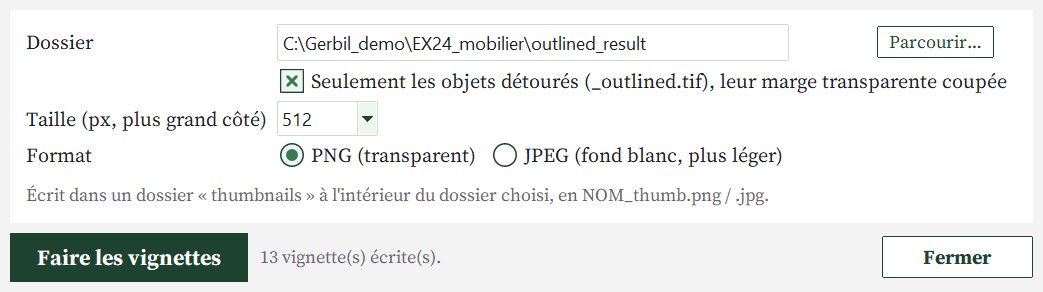 Dossier
C:\Gerbil_demo\EX24_mobilier\outlined_result
Parcourir...
Seulement les objets détourés (_outlined.tif), leur marge transparente coupée
Taille (px, plus grand côté)
512
Format
PNG (transparent)
JPEG (fond blanc, plus léger)
Écrit dans un dossier « thumbnails » à l'intérieur du dossier choisi, en NOM_thumb.png / .jpg.
Faire les vignettes
13 vignette(s) écrite(s).
Fermer